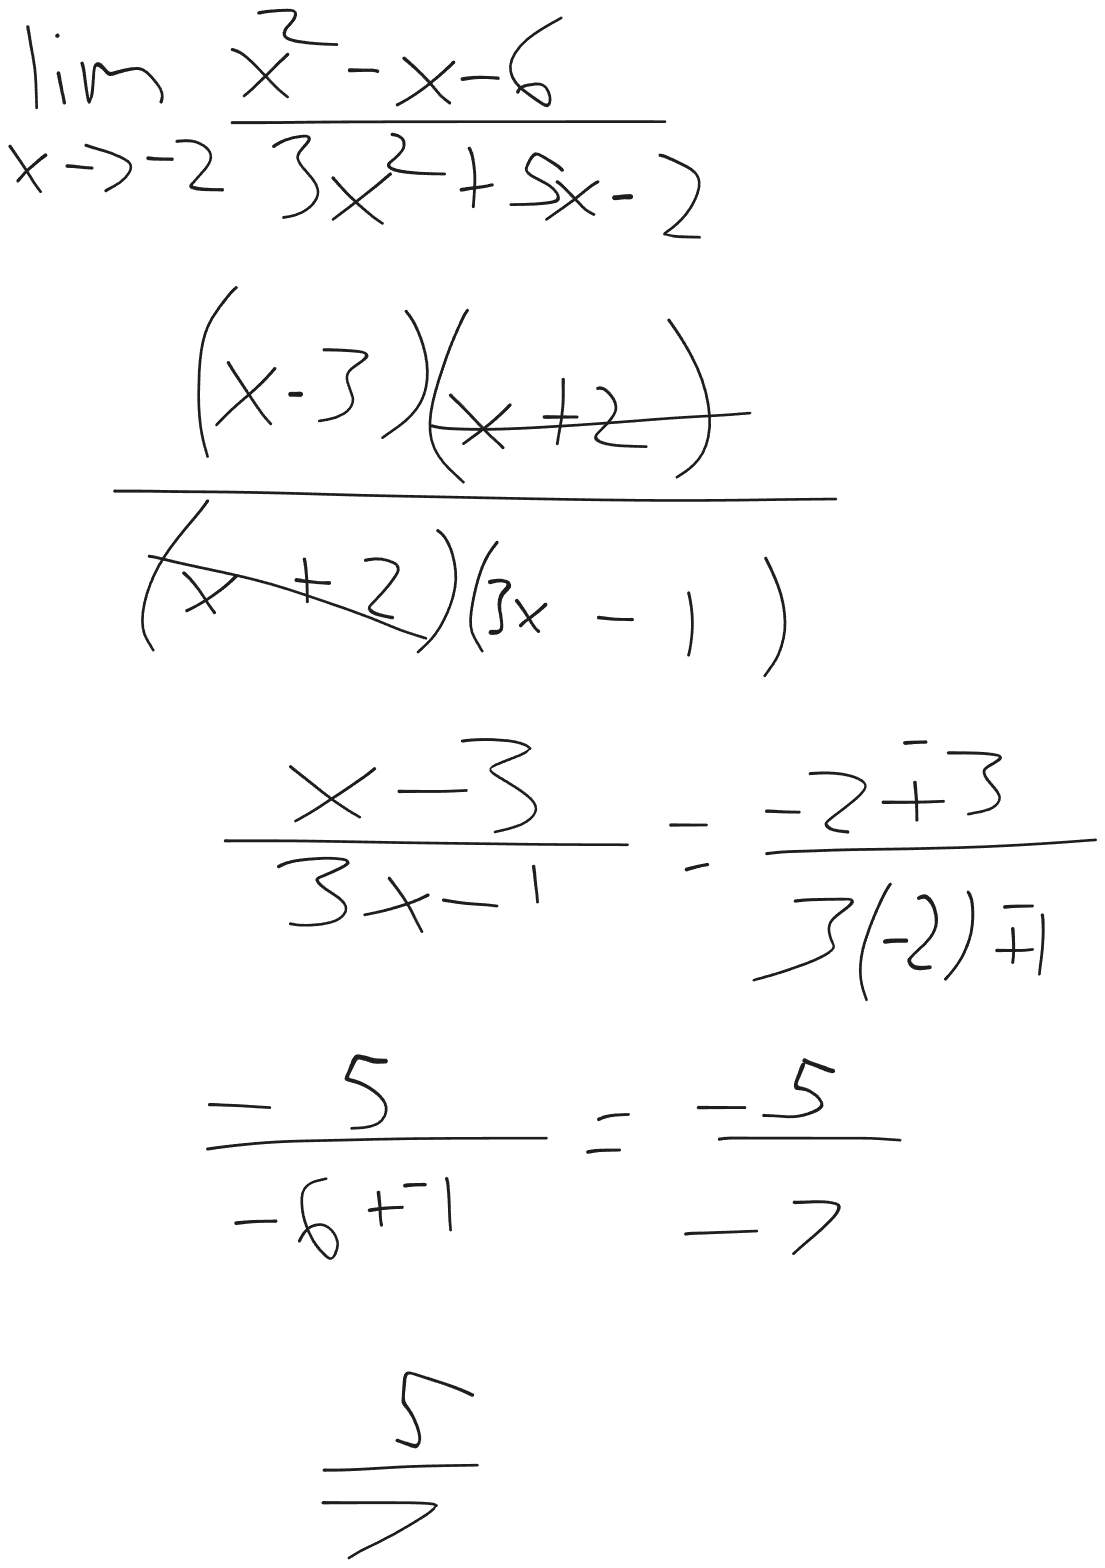 lim x² - x - 6
x -> -2 3x² + 5x - 2
(x - 3)(x + 2)
(x + 2)(3x - 1)
x - 3 = -2 + -3
3x - 1 3(-2) + -1
-5 = -5
-6 + -1 -7
5
7